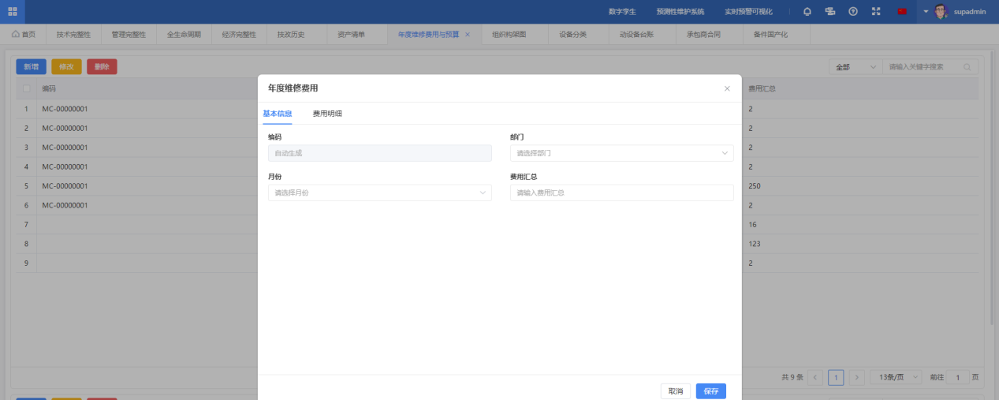 数字孪生 预测性维护系统 实时预警可视化 supadmin
首页 技术完整性 管理完整性 全生命周期 经济完整性 技改历史 资产清单 年度维修费用与预算 × 组织构架图 设备分类 动设备台账 承包商合同 备件国产化
新增 修改 删除 全部 请输入关键字搜索
编码 费用汇总
1 MC-00000001 2
2 MC-00000001 2
3 MC-00000001 2
4 MC-00000001 2
5 MC-00000001 250
6 MC-00000001 2
7 16
8 123
9 2
年度维修费用 ×
基本信息 费用明细
编码 部门
自动生成 请选择部门
月份 费用汇总
请选择月份 请输入费用汇总
共 9 条 < 1 > 13条/页 前往 1 页
取消 保存